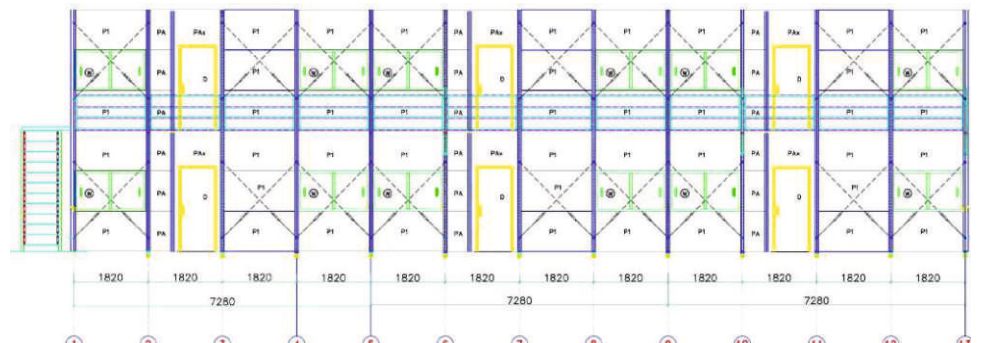 P1 PA PAx P1 P1 P1 PA PAx P1 P1 P1 PA PAx P1 P1
W PA D P1 W W PA D P1 W W PA D P1 W
P1 PA P1 P1 P1 PA P1 P1 P1 PA P1 P1
P1 PA PAx P1 P1 PA PAx P1 P1 PA PAx P1
W PA D P1 W W PA D P1 W W PA D P1 W
P1 PA P1 P1 P1 PA P1 P1 P1 PA P1 P1
1820 1820 1820 1820 1820 1820 1820 1820 1820 1820 1820 1820
7280 7280 7280